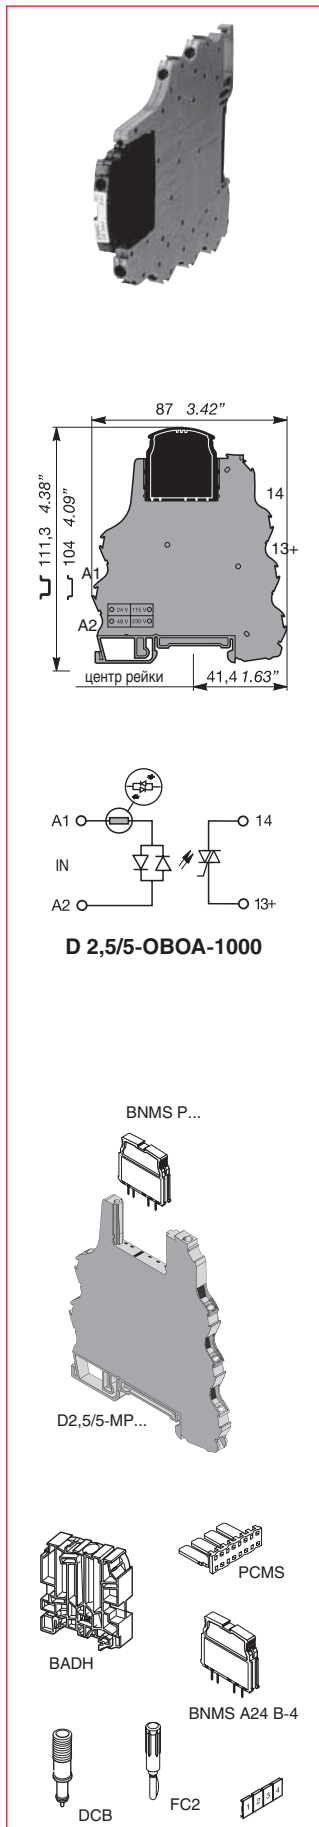 87 3.42”
111,3 4.38”
104 4.09”
14
13+
A1
A2
24 V 115 V
48 V 230 V
центр рейки
41,4 1.63”
A1
14
IN
A2
13+
D 2,5/5-OBOA-1000
BNMS P...
D2,5/5-MP...
PCMS
BADH
BNMS A24 B-4
DCB
FC2
1 2 3 4